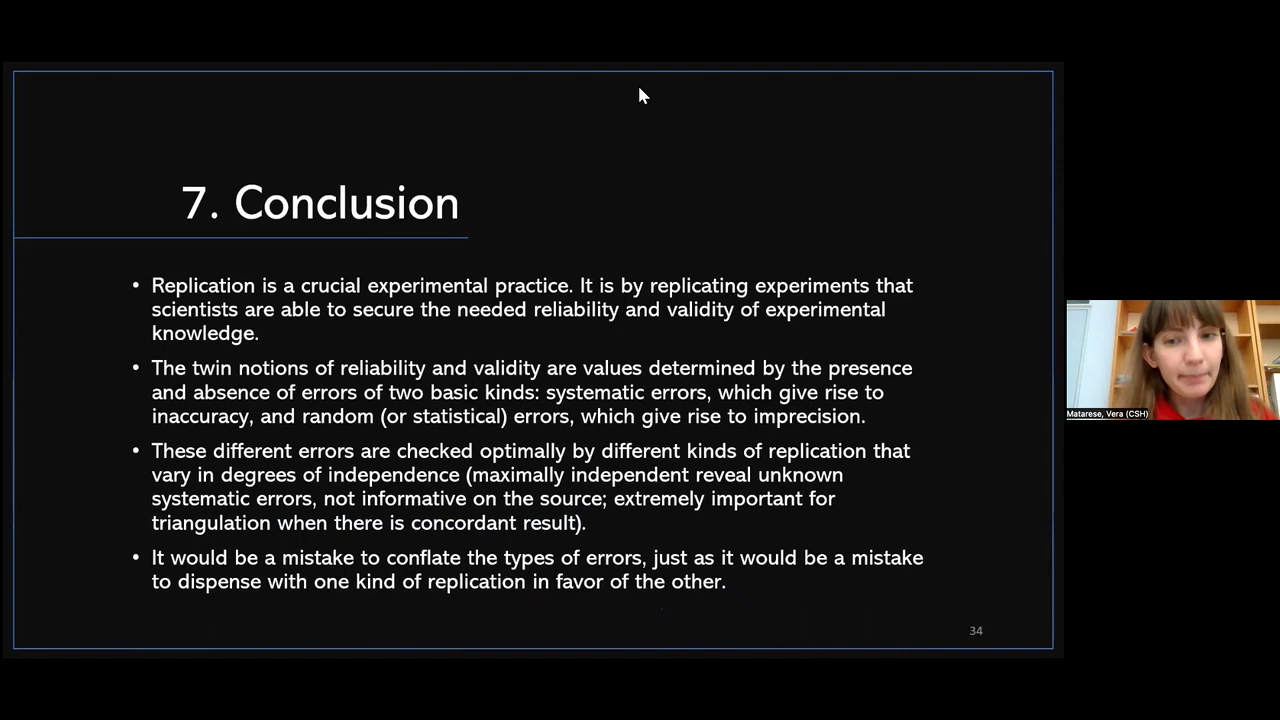 7. Conclusion
• Replication is a crucial experimental practice. It is by replicating experiments that
scientists are able to secure the needed reliability and validity of experimental
knowledge.
• The twin notions of reliability and validity are values determined by the presence
and absence of errors of two basic kinds: systematic errors, which give rise to
inaccuracy, and random (or statistical) errors, which give rise to imprecision.
• These different errors are checked optimally by different kinds of replication that
vary in degrees of independence (maximally independent reveal unknown
systematic errors, not informative on the source; extremely important for
triangulation when there is concordant result).
• It would be a mistake to conflate the types of errors, just as it would be a mistake
to dispense with one kind of replication in favor of the other.
34
Matarese, Vera (CSH)